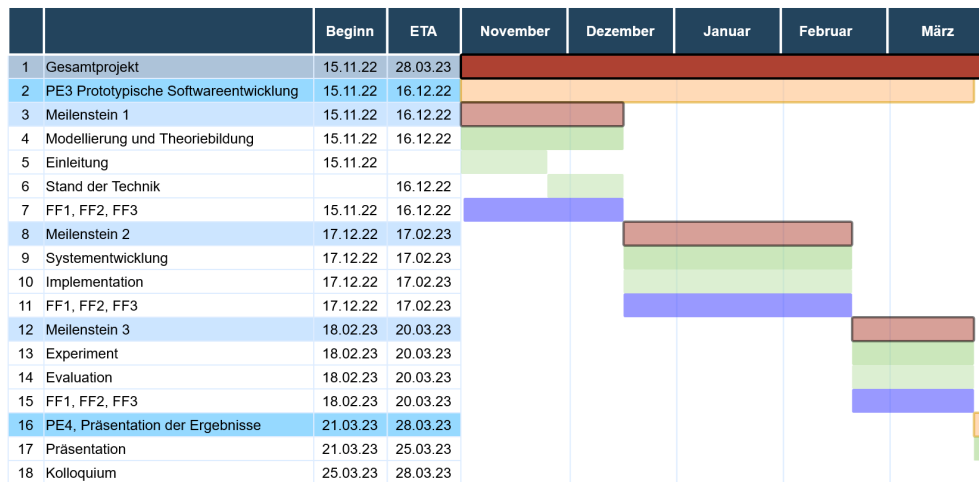 Beginn ETA November Dezember Januar Februar März
1 Gesamtprojekt 15.11.22 28.03.23
2 PE3 Prototypische Softwareentwicklung 15.11.22 16.12.22
3 Meilenstein 1 15.11.22 16.12.22
4 Modellierung und Theoriebildung 15.11.22 16.12.22
5 Einleitung 15.11.22
6 Stand der Technik 16.12.22
7 FF1, FF2, FF3 15.11.22 16.12.22
8 Meilenstein 2 17.12.22 17.02.23
9 Systementwicklung 17.12.22 17.02.23
10 Implementation 17.12.22 17.02.23
11 FF1, FF2, FF3 17.12.22 17.02.23
12 Meilenstein 3 18.02.23 20.03.23
13 Experiment 18.02.23 20.03.23
14 Evaluation 18.02.23 20.03.23
15 FF1, FF2, FF3 18.02.23 20.03.23
16 PE4, Präsentation der Ergebnisse 21.03.23 28.03.23
17 Präsentation 21.03.23 25.03.23
18 Kolloquium 25.03.23 28.03.23